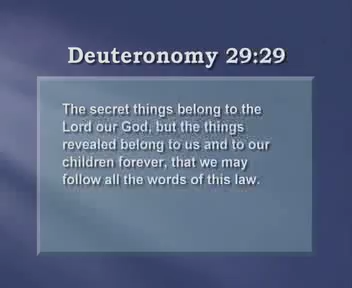 Deuteronomy 29:29
The secret things belong to the
Lord our God, but the things
revealed belong to us and to our
children forever, that we may
follow all the words of this law.